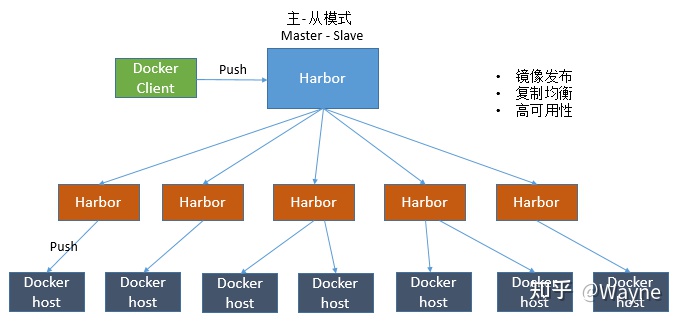 主-从模式
Master - Slave
Docker
Client
Push
Harbor
• 镜像发布
• 复制均衡
• 高可用性
Harbor
Harbor
Harbor
Harbor
Harbor
Push
Docker
host
Docker
host
Docker
host
Docker
host
Docker
host
Docker
host
Docker
host
知乎 @Wayne